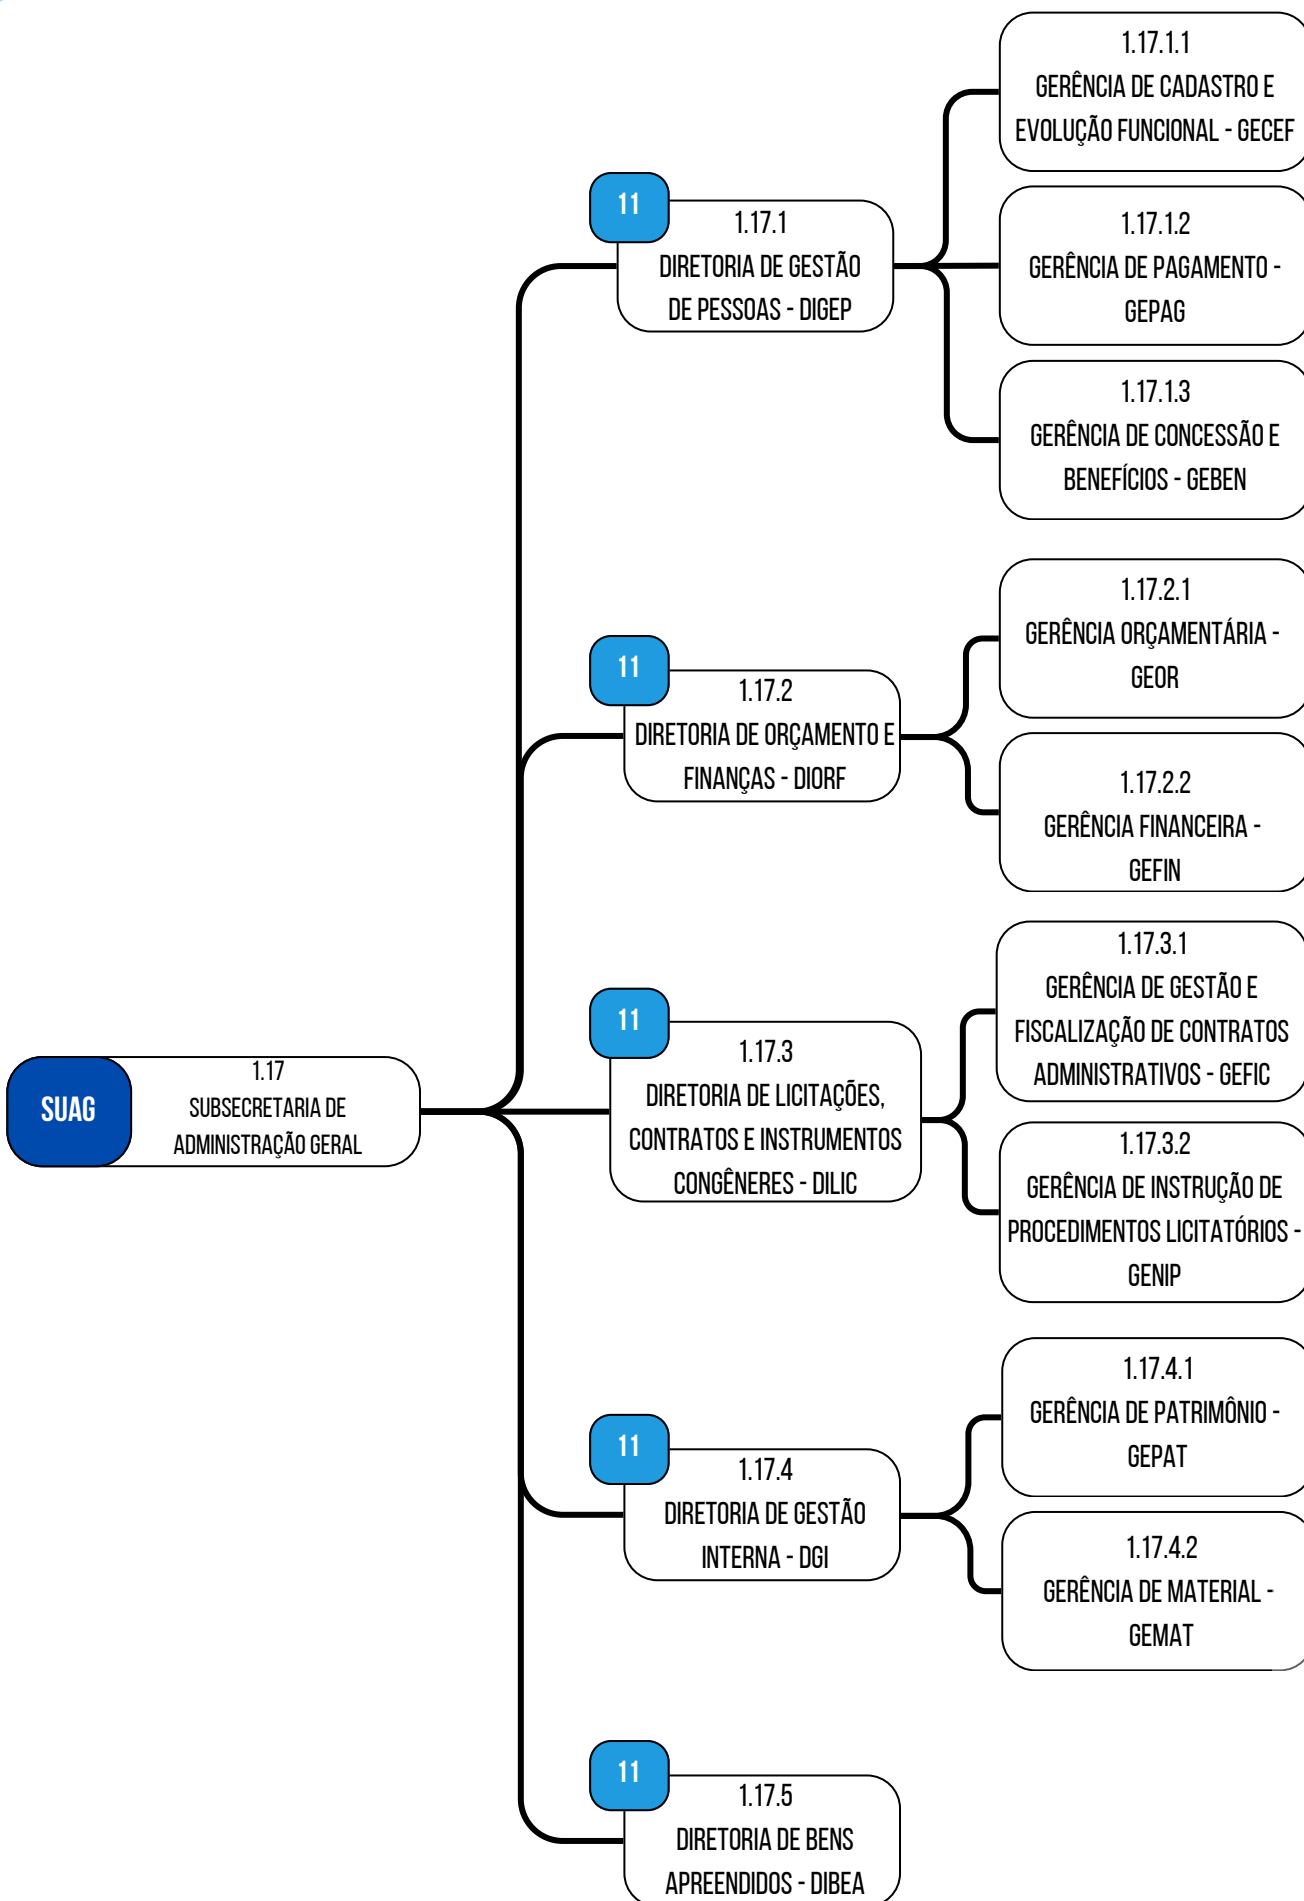 SUAG
1.17
SUBSECRETARIA DE
ADMINISTRAÇÃO GERAL
11
1.17.1
DIRETORIA DE GESTÃO
DE PESSOAS - DIGEP
1.17.1.1
GERÊNCIA DE CADASTRO E
EVOLUÇÃO FUNCIONAL - GECEF
1.17.1.2
GERÊNCIA DE PAGAMENTO -
GEPAG
1.17.1.3
GERÊNCIA DE CONCESSÃO E
BENEFÍCIOS - GEBEN
11
1.17.2
DIRETORIA DE ORÇAMENTO E
FINANÇAS - DIORF
1.17.2.1
GERÊNCIA ORÇAMENTÁRIA -
GEOR
1.17.2.2
GERÊNCIA FINANCEIRA -
GEFIN
11
1.17.3
DIRETORIA DE LICITAÇÕES,
CONTRATOS E INSTRUMENTOS
CONGÊNERES - DILIC
1.17.3.1
GERÊNCIA DE GESTÃO E
FISCALIZAÇÃO DE CONTRATOS
ADMINISTRATIVOS - GEFIC
1.17.3.2
GERÊNCIA DE INSTRUÇÃO DE
PROCEDIMENTOS LICITATÓRIOS -
GENIP
11
1.17.4
DIRETORIA DE GESTÃO
INTERNA - DGI
1.17.4.1
GERÊNCIA DE PATRIMÔNIO -
GEPAT
1.17.4.2
GERÊNCIA DE MATERIAL -
GEMAT
11
1.17.5
DIRETORIA DE BENS
APREENDIDOS - DIBEA